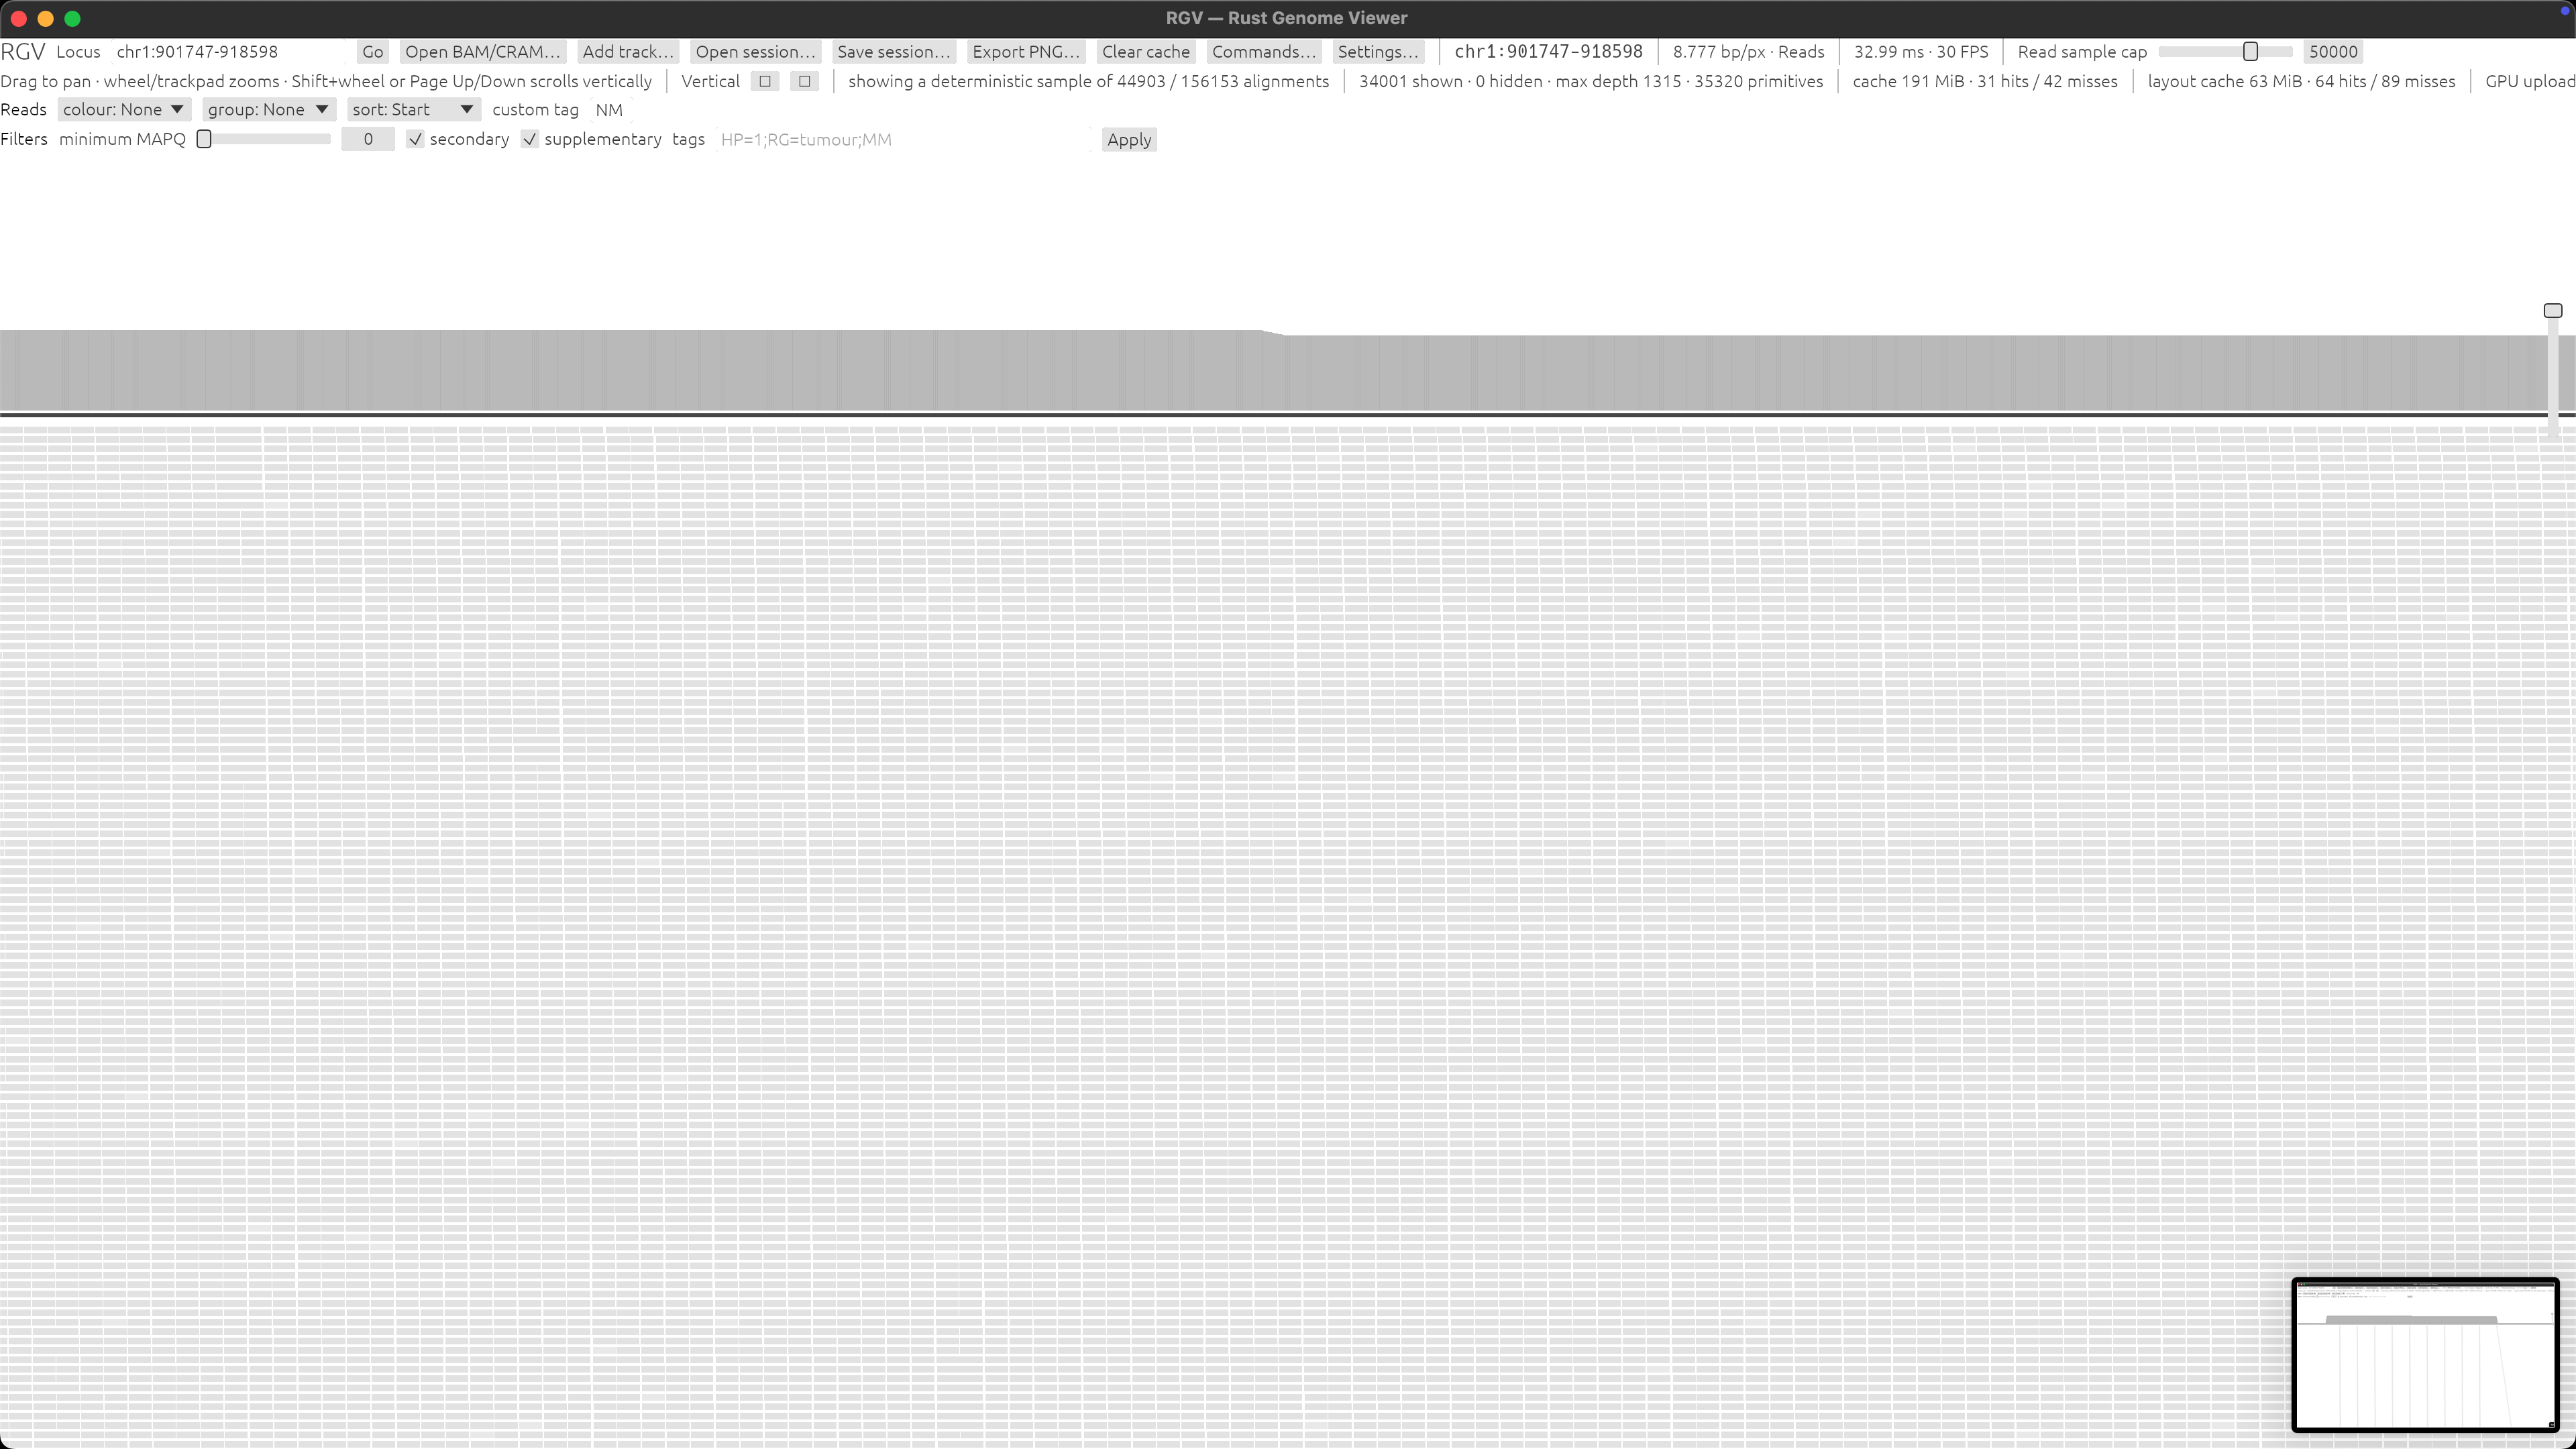 RGV — Rust Genome Viewer
RGV Locus chr1:901747-918598 Go Open BAM/CRAM... Add track... Open session... Save session... Export PNG... Clear cache Commands... Settings... chr1:901747-918598 8.777 bp/px · Reads 32.99 ms · 30 FPS Read sample cap 50000
Drag to pan · wheel/trackpad zooms · Shift+wheel or Page Up/Down scrolls vertically Vertical showing a deterministic sample of 44903 / 156153 alignments 34001 shown · 0 hidden · max depth 1315 · 35320 primitives cache 191 MiB · 31 hits / 42 misses layout cache 63 MiB · 64 hits / 89 misses GPU upload
Reads colour: None group: None sort: Start custom tag NM
Filters minimum MAPQ 0 secondary supplementary tags HP=1;RG=tumour;MM Apply